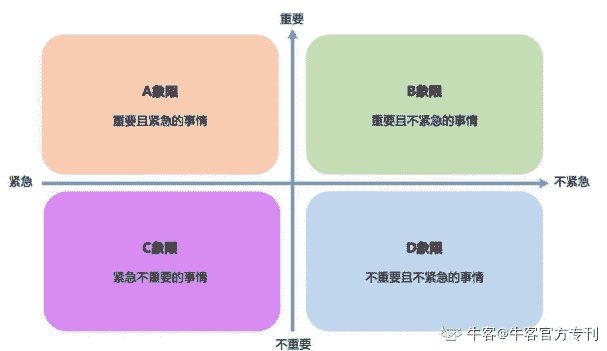 重要
A象限
重要且紧急的事情
B象限
重要且不紧急的事情
紧急
不紧急
C象限
紧急不重要的事情
D象限
不重要且不紧急的事情
不重要
牛客@牛客官方专刊